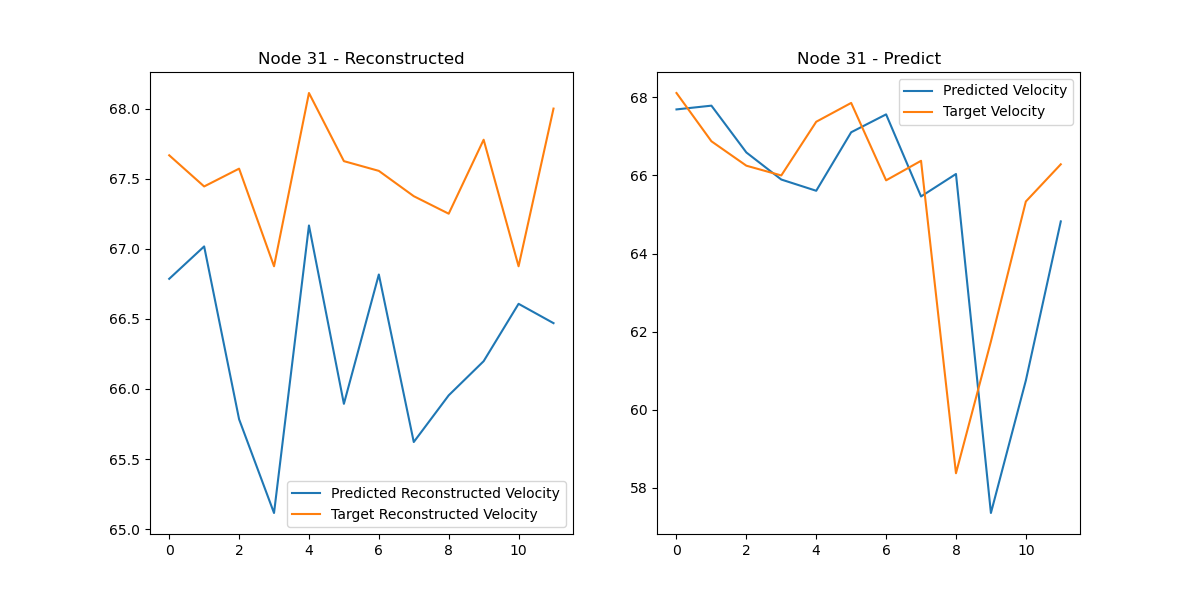 Node 31 - Reconstructed
68.0
67.5
67.0
66.5
66.0
65.5
65.0
0 2 4 6 8 10
Predicted Reconstructed Velocity
Target Reconstructed Velocity
Node 31 - Predict
68
66
64
62
60
58
0 2 4 6 8 10
Predicted Velocity
Target Velocity